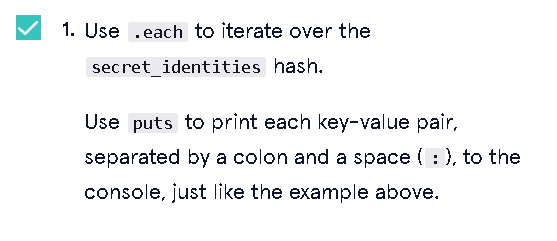 1. Use .each to iterate over the
secret_identities hash.
Use puts to print each key-value pair,
separated by a colon and a space (: ), to the
console, just like the example above.